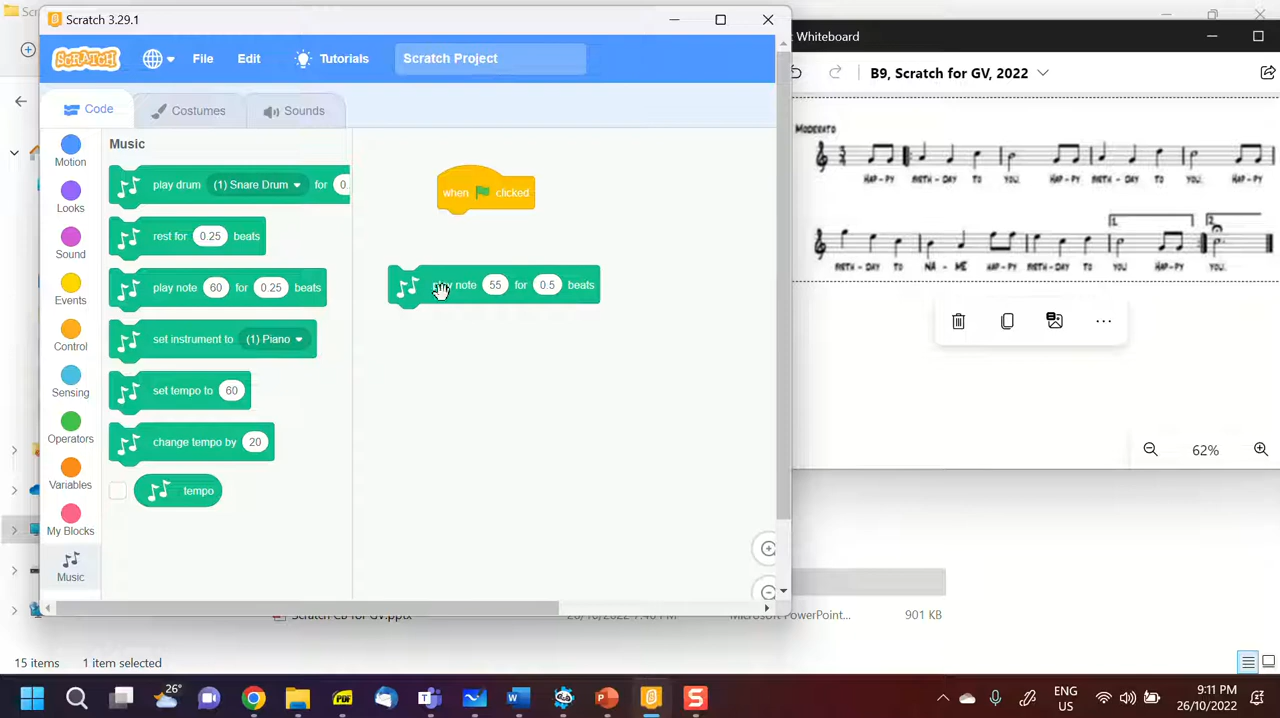 Scratch 3.29.1
SCRATCH
File
Edit
Tutorials
Scratch Project
Code
Costumes
Sounds
Motion
Looks
Sound
Events
Control
Sensing
Operators
Variables
My Blocks
Music
Music
play drum (1) Snare Drum for 0.
rest for 0.25 beats
play note 60 for 0.25 beats
set instrument to (1) Piano
set tempo to 60
change tempo by 20
tempo
when clicked
play note 55 for 0.5 beats
Whiteboard
B9, Scratch for GV, 2022
MODERATO
HAP-PY BIRTH-DAY TO YOU. HAP-PY BIRTH-DAY TO YOU. HAP-PY
1. 2.
BIRTH-DAY TO NA-ME HAP-PY BIRTH-DAY TO YOU HAP-PY YOU.
62%
Scratch CB for GV.pptx
Microsoft PowerPoint...
901 KB
15 items
1 item selected
26°
ENG
US
9:11 PM
26/10/2022